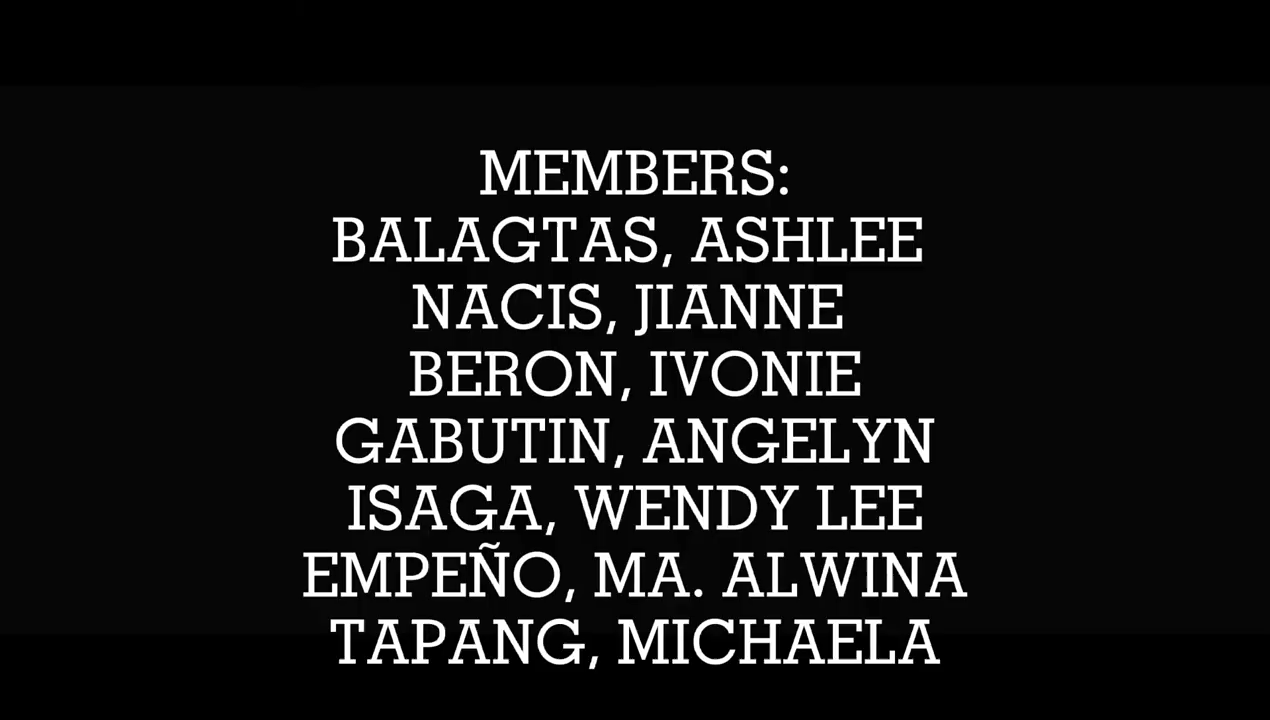 MEMBERS:
BALAGTAS, ASHLEE
NACIS, JIANNE
BERON, IVONIE
GABUTIN, ANGELYN
ISAGA, WENDY LEE
EMPEÑO, MA. ALWINA
TAPANG, MICHAELA